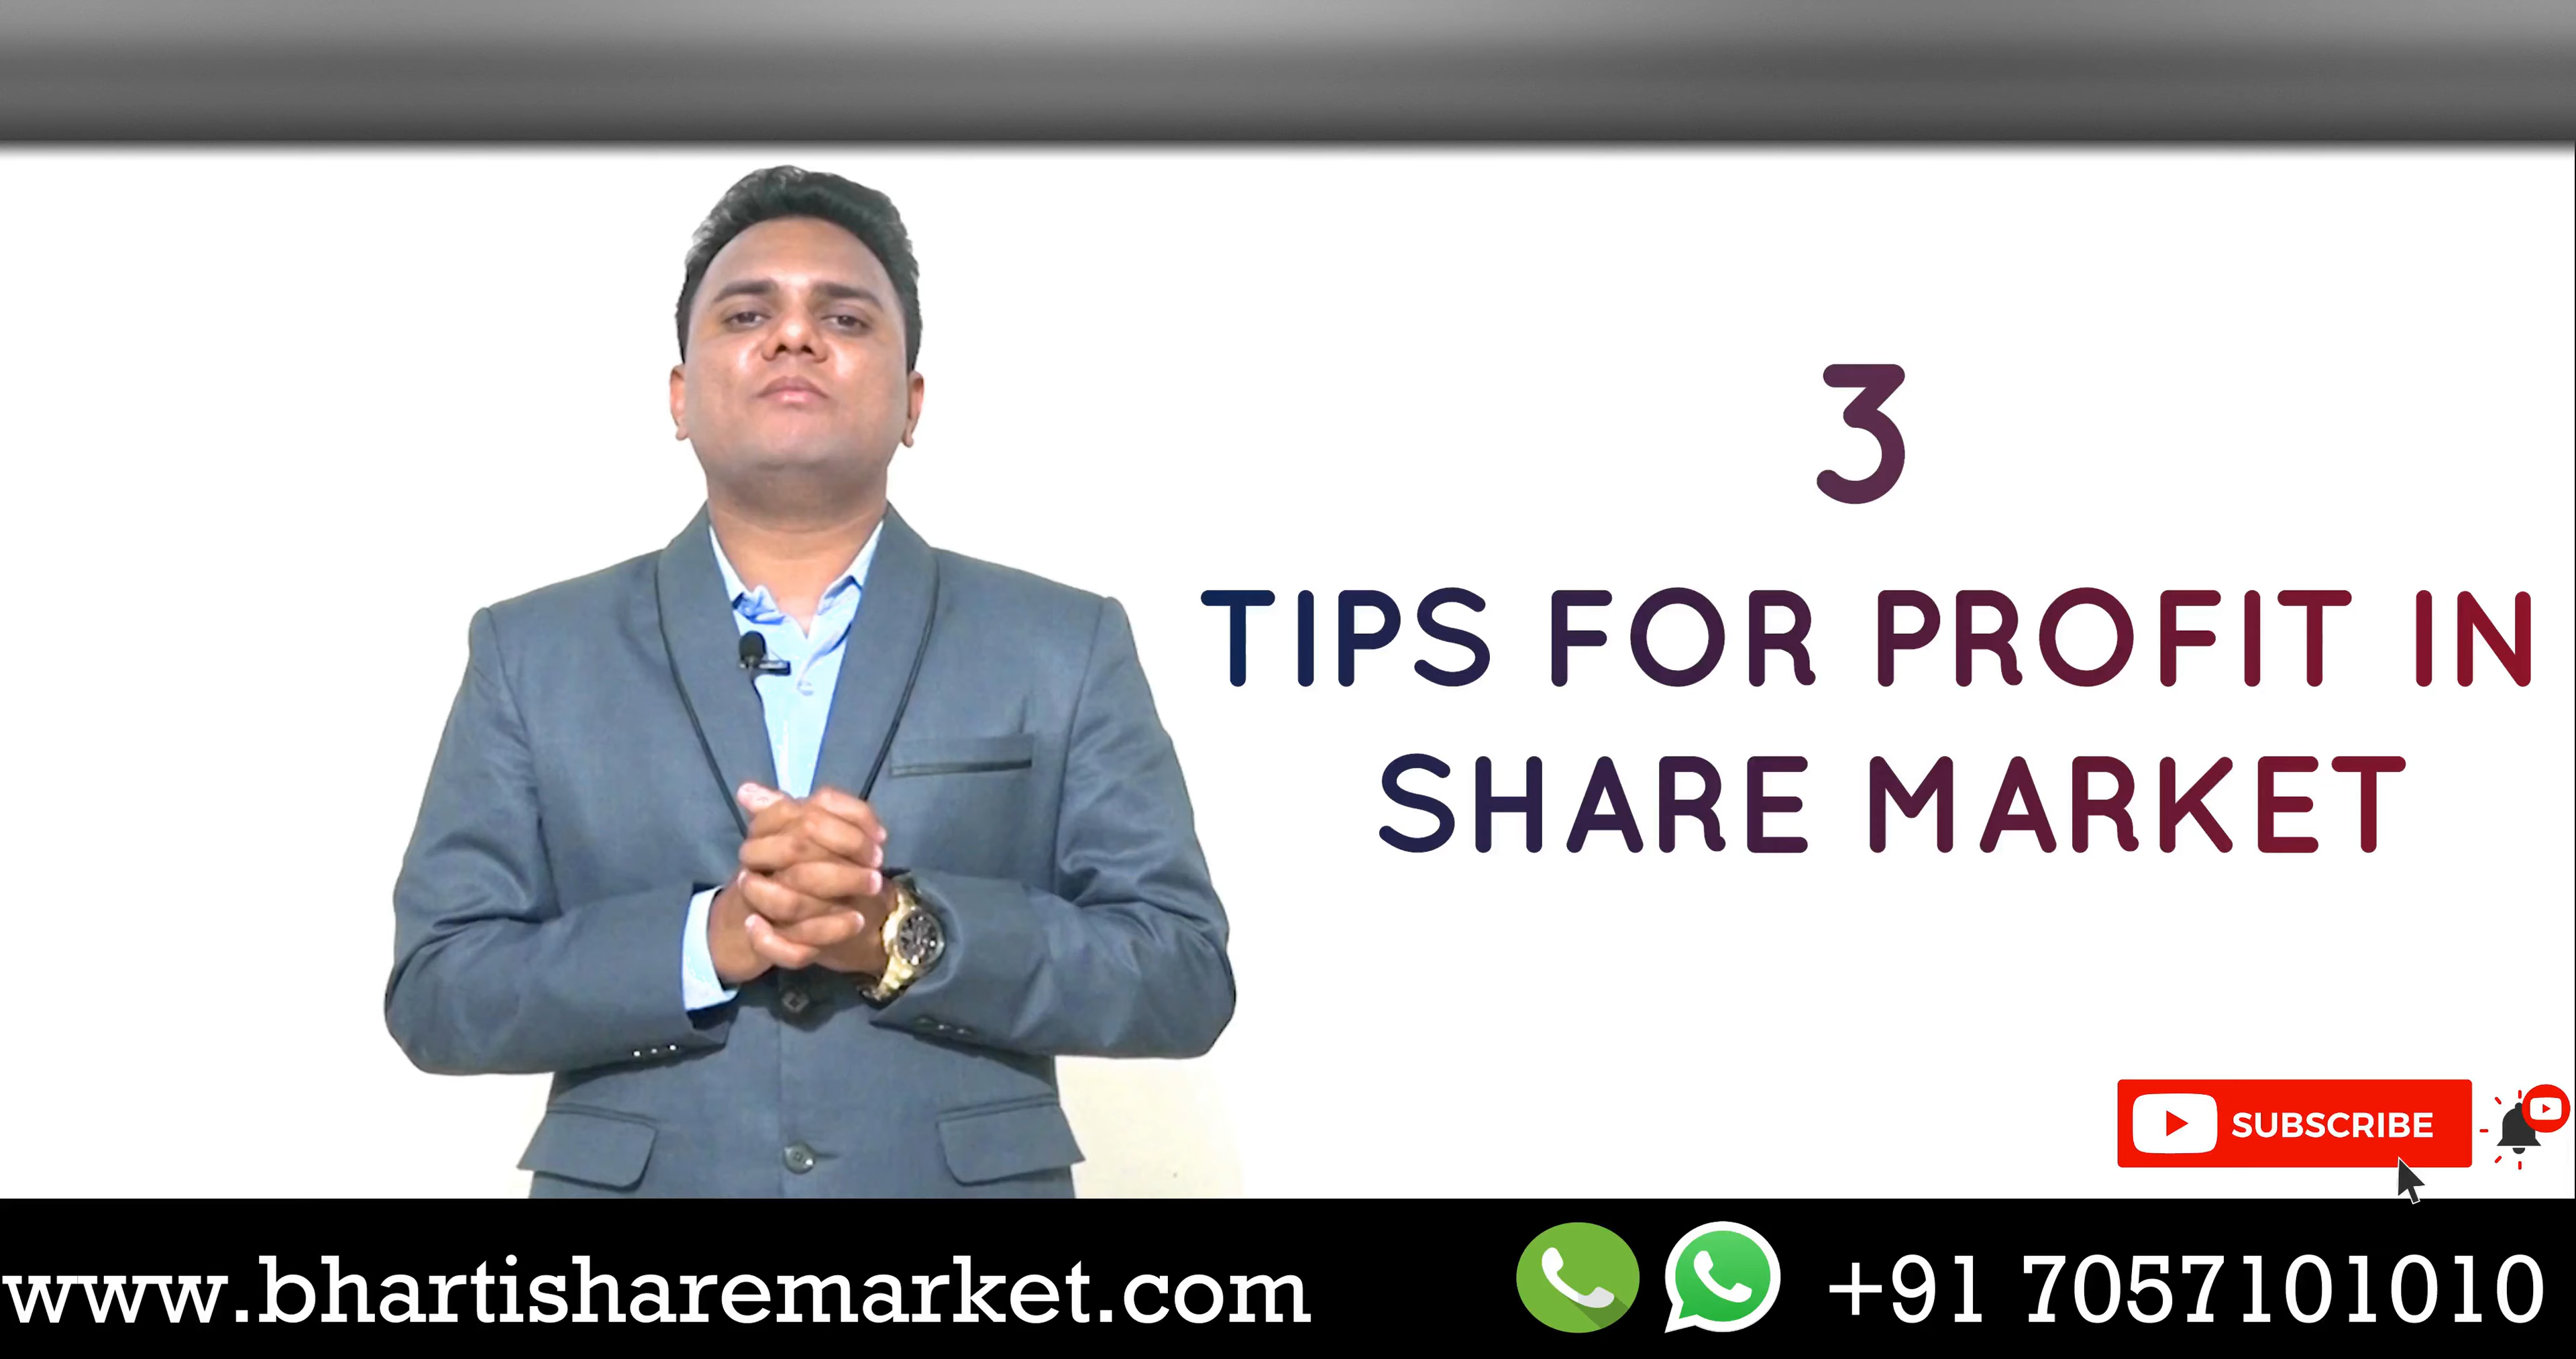 3
TIPS FOR PROFIT IN
SHARE MARKET
SUBSCRIBE
www.bhartisharemarket.com
+91 7057101010